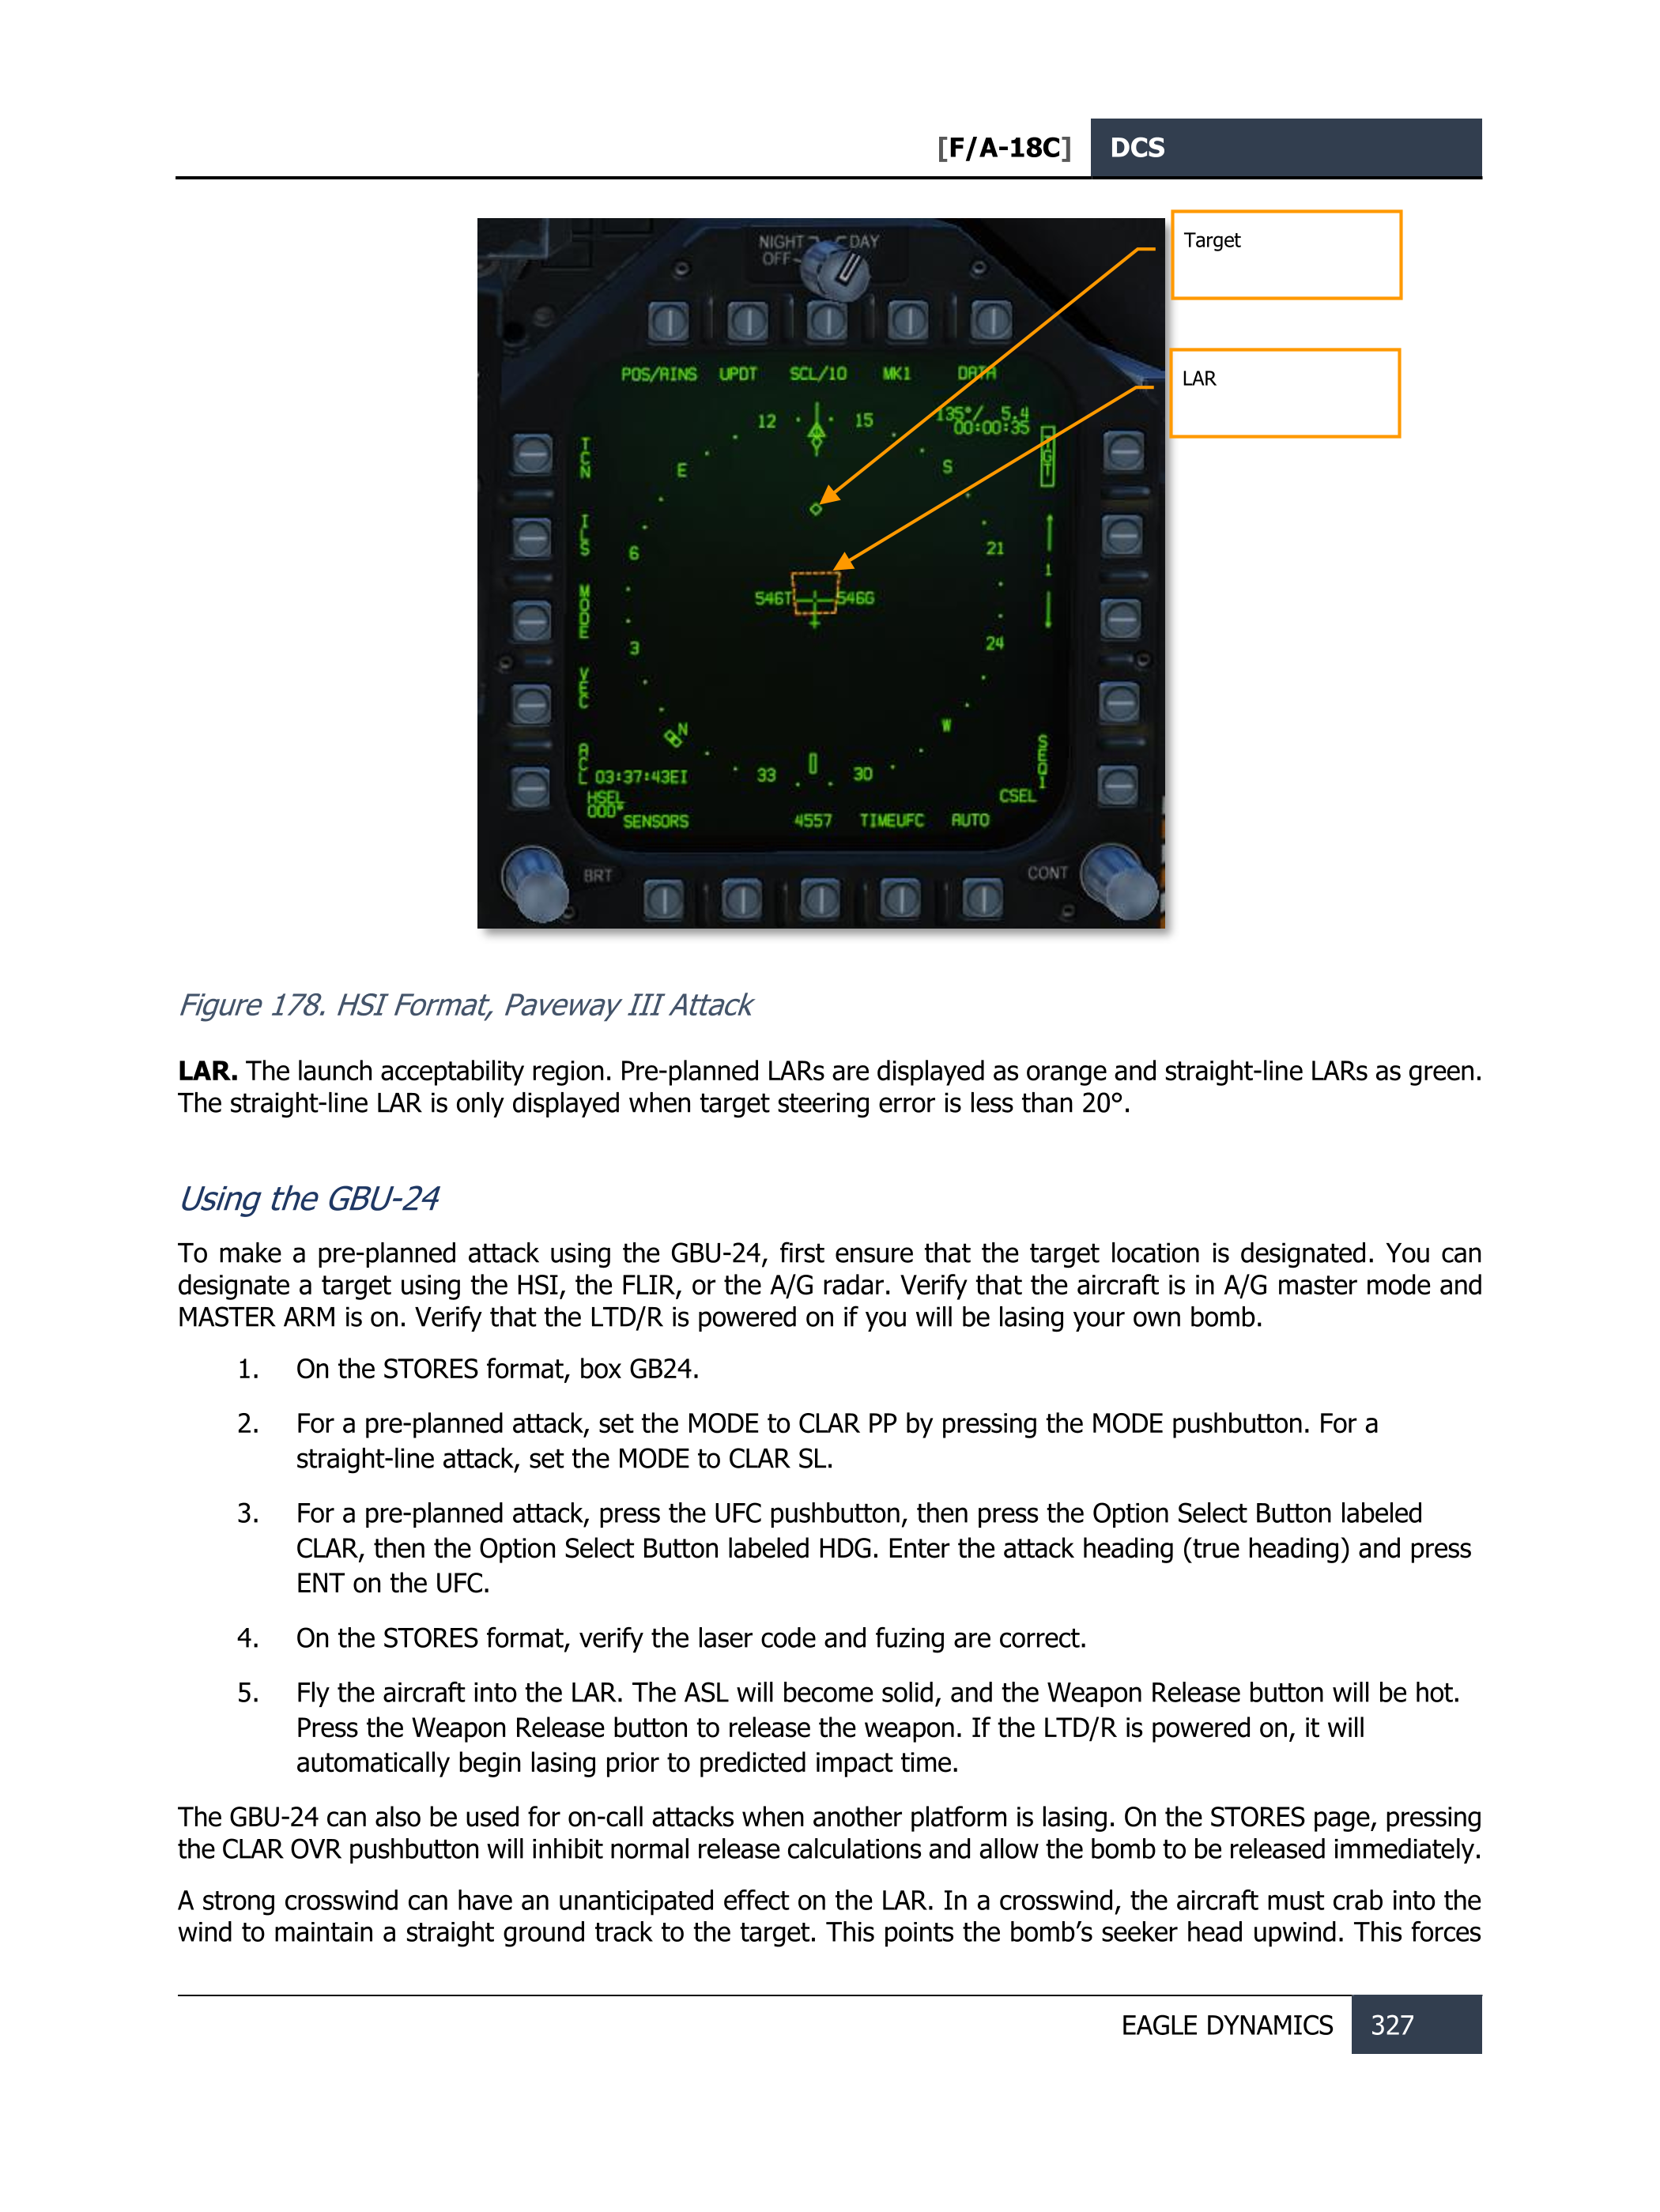 [F/A-18C] DCS
Target
LAR
NIGHT DAY
OFF
POS/AINS UPDT SCL/10 MK1 DATA
12 15
135°/ 5.4
00:00:35
TCN
TGT
E S
ILS
6 21
1
MODE
546T 546G
3 24
VEC
N W
ACL
SEQ1
03:37:43EI 33 30
HSEL CSEL
000°
SENSORS 4557 TIMEUFC AUTO
BRT CONT
Figure 178. HSI Format, Paveway III Attack
LAR. The launch acceptability region. Pre-planned LARs are displayed as orange and straight-line LARs as green.
The straight-line LAR is only displayed when target steering error is less than 20°.
Using the GBU-24
To make a pre-planned attack using the GBU-24, first ensure that the target location is designated. You can
designate a target using the HSI, the FLIR, or the A/G radar. Verify that the aircraft is in A/G master mode and
MASTER ARM is on. Verify that the LTD/R is powered on if you will be lasing your own bomb.
1. On the STORES format, box GB24.
2. For a pre-planned attack, set the MODE to CLAR PP by pressing the MODE pushbutton. For a
straight-line attack, set the MODE to CLAR SL.
3. For a pre-planned attack, press the UFC pushbutton, then press the Option Select Button labeled
CLAR, then the Option Select Button labeled HDG. Enter the attack heading (true heading) and press
ENT on the UFC.
4. On the STORES format, verify the laser code and fuzing are correct.
5. Fly the aircraft into the LAR. The ASL will become solid, and the Weapon Release button will be hot.
Press the Weapon Release button to release the weapon. If the LTD/R is powered on, it will
automatically begin lasing prior to predicted impact time.
The GBU-24 can also be used for on-call attacks when another platform is lasing. On the STORES page, pressing
the CLAR OVR pushbutton will inhibit normal release calculations and allow the bomb to be released immediately.
A strong crosswind can have an unanticipated effect on the LAR. In a crosswind, the aircraft must crab into the
wind to maintain a straight ground track to the target. This points the bomb’s seeker head upwind. This forces
EAGLE DYNAMICS 327